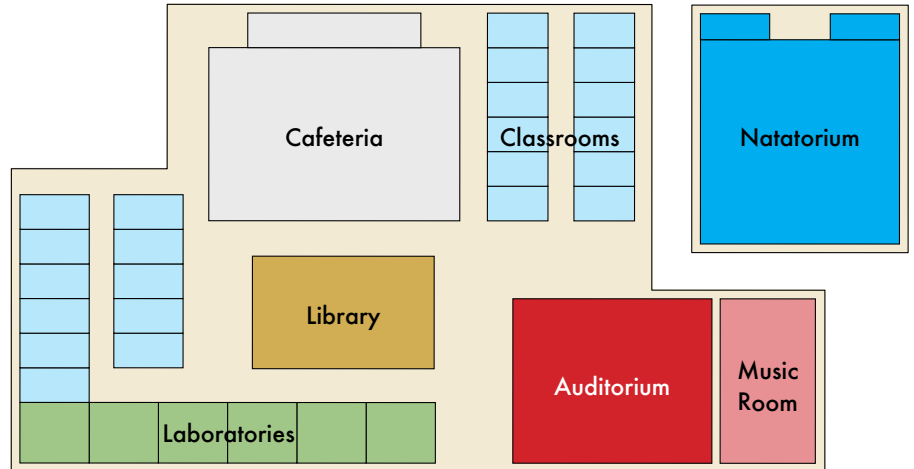 Cafeteria
Classrooms
Natatorium
Library
Auditorium
Music
Room
Laboratories